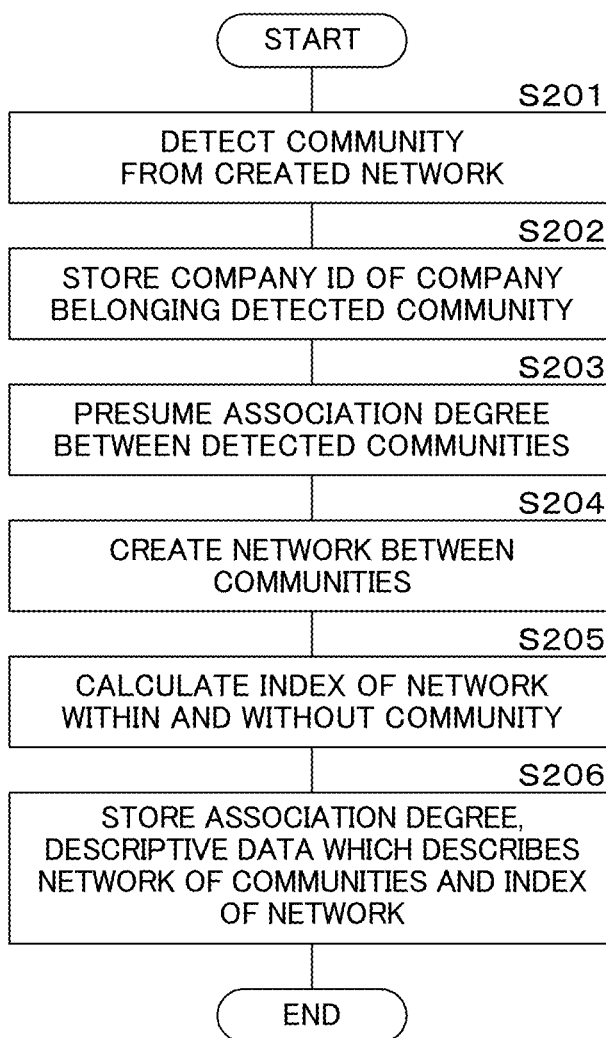 START
S201
DETECT COMMUNITY
FROM CREATED NETWORK
S202
STORE COMPANY ID OF COMPANY
BELONGING DETECTED COMMUNITY
S203
PRESUME ASSOCIATION DEGREE
BETWEEN DETECTED COMMUNITIES
S204
CREATE NETWORK BETWEEN
COMMUNITIES
S205
CALCULATE INDEX OF NETWORK
WITHIN AND WITHOUT COMMUNITY
S206
STORE ASSOCIATION DEGREE,
DESCRIPTIVE DATA WHICH DESCRIBES
NETWORK OF COMMUNITIES AND INDEX
OF NETWORK
END